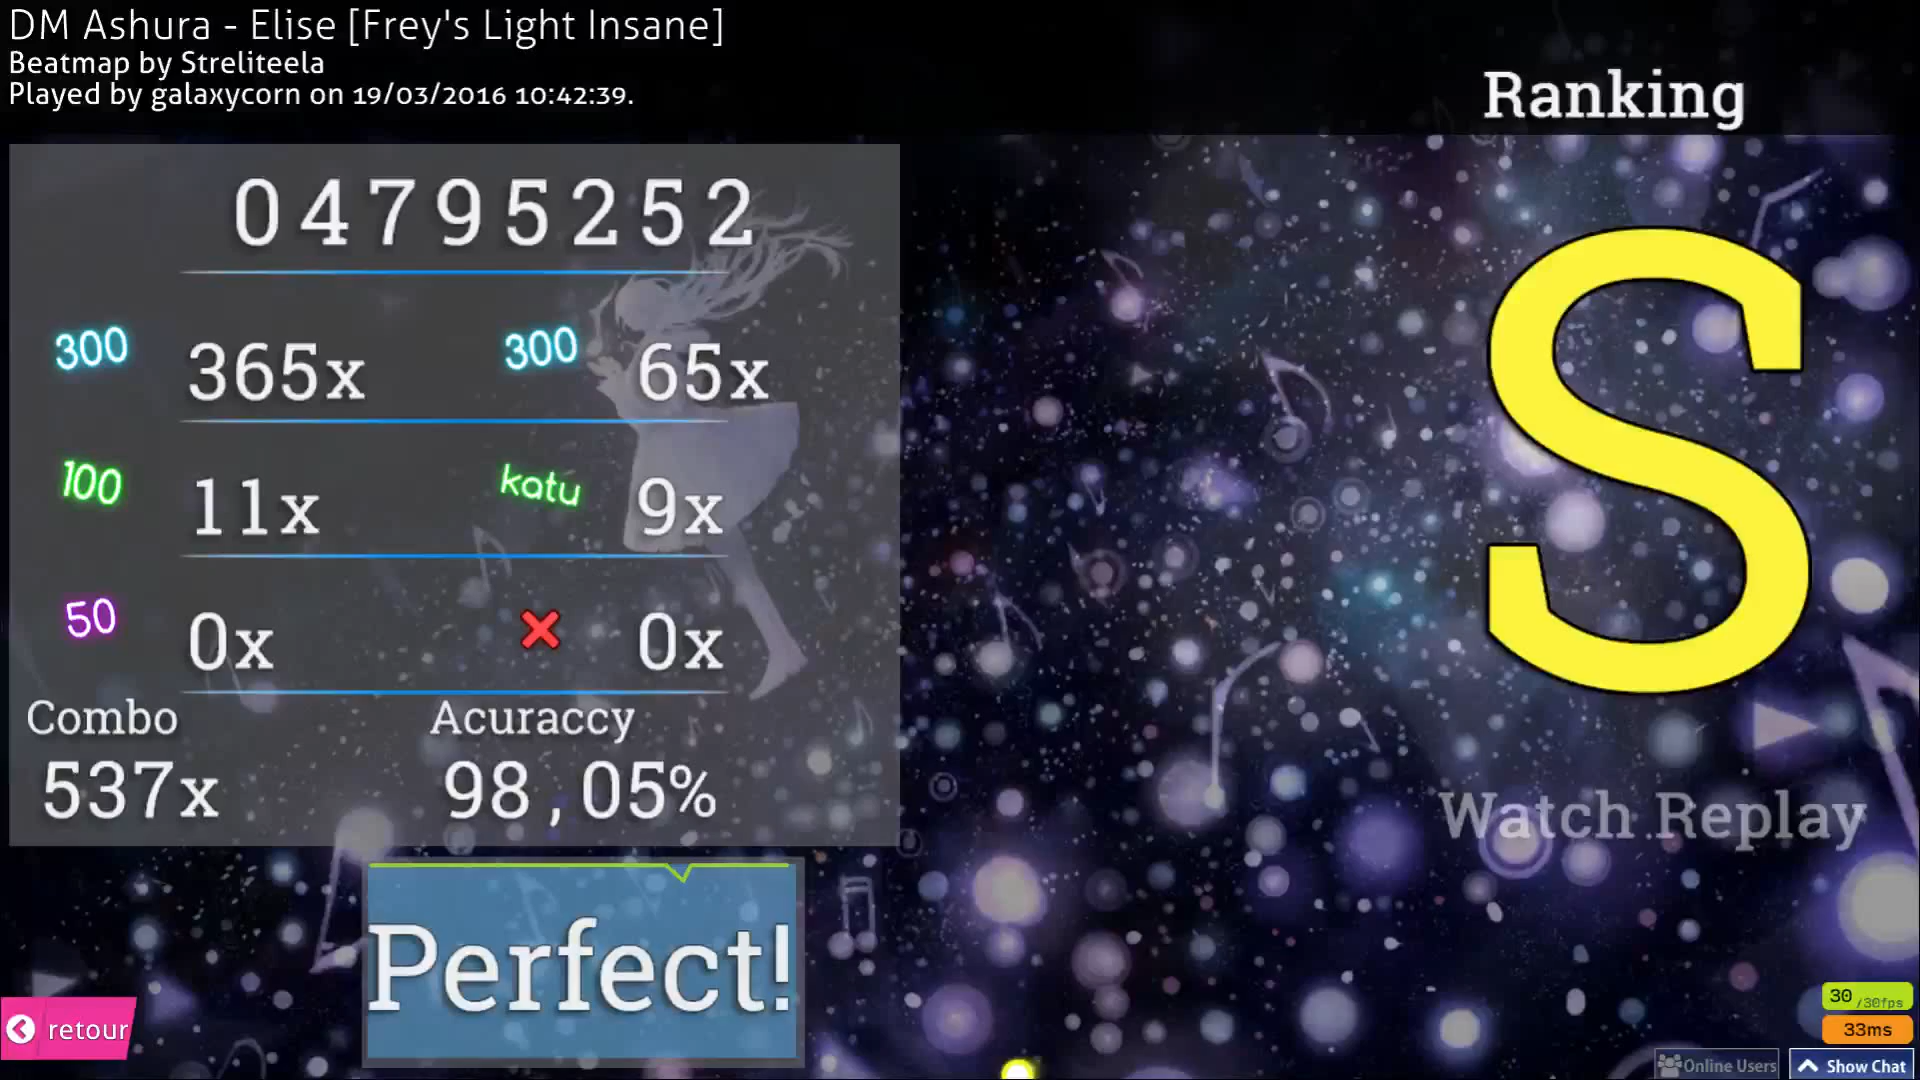 DM Ashura - Elise [Frey's Light Insane]
Beatmap by Streliteela
Played by galaxycorn on 19/03/2016 10:42:39.
Ranking
04795252
300 365x 300 65x
100 11x katu 9x
50 0x 0x
Combo Acuraccy
537x 98,05%
S
Watch Replay
Perfect!
retour
30 /30fps
33ms
Online Users Show Chat